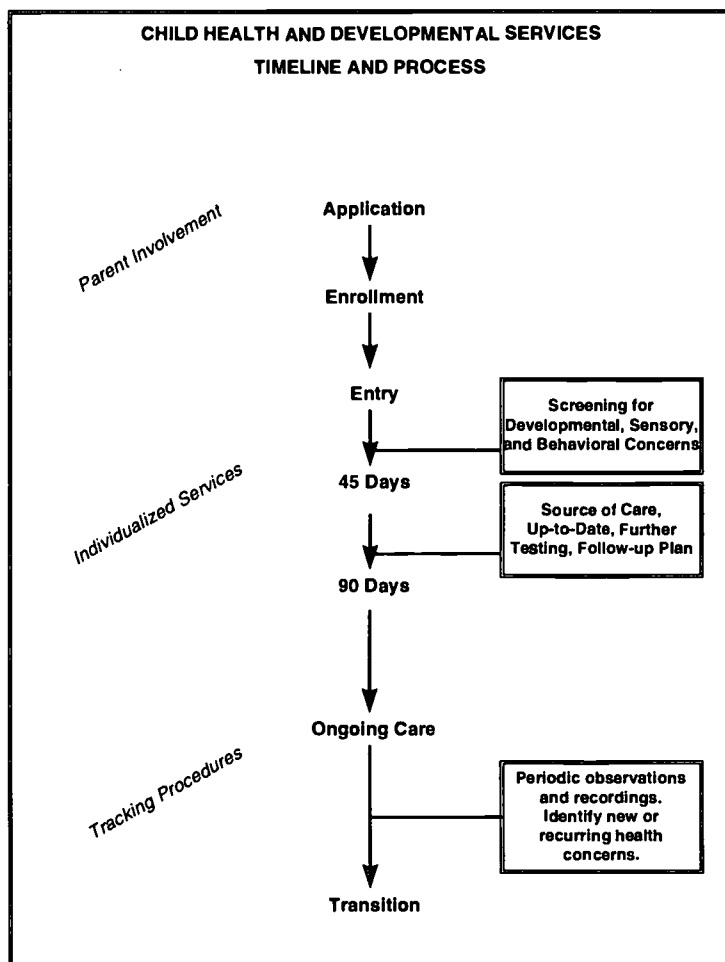 CHILD HEALTH AND DEVELOPMENTAL SERVICES
TIMELINE AND PROCESS
Parent Involvement
Application
Enrollment
Entry
Screening for
Developmental, Sensory,
and Behavioral Concerns
Individualized Services
45 Days
Source of Care,
Up-to-Date, Further
Testing, Follow-up Plan
90 Days
Ongoing Care
Tracking Procedures
Periodic observations
and recordings.
Identify new or
recurring health
concerns.
Transition